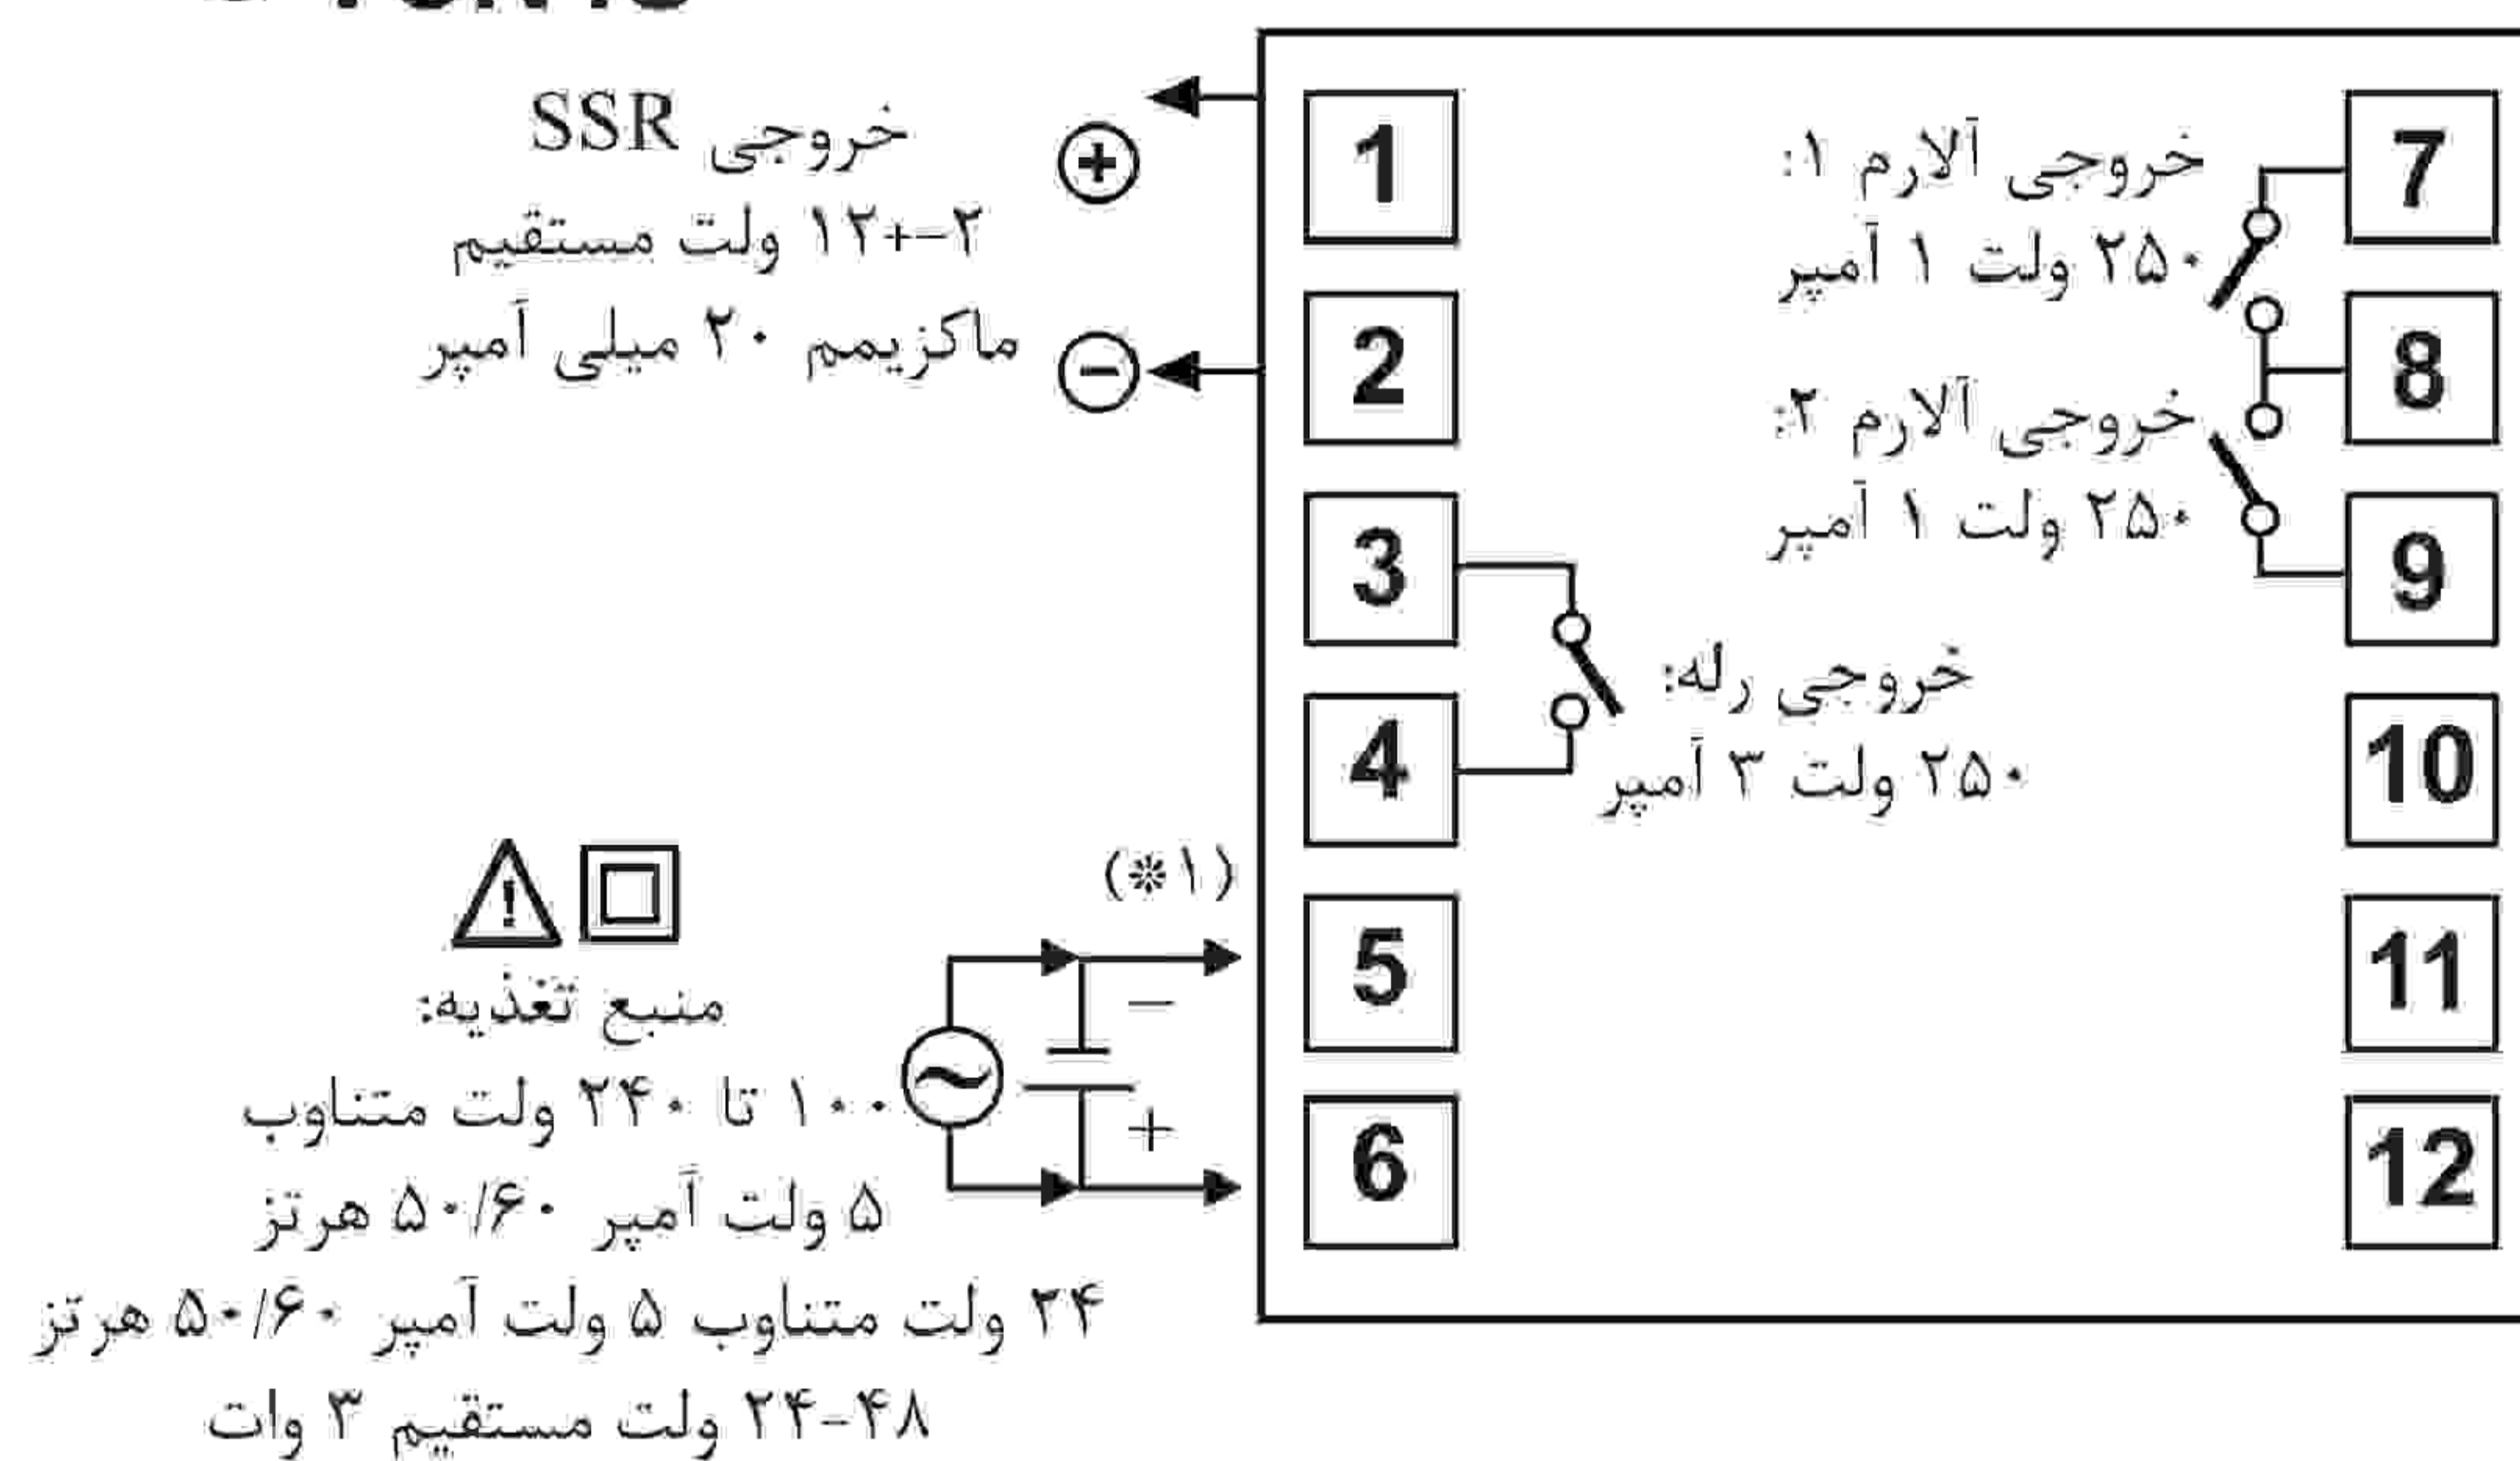 خروجی SSR
۱۲+-۲ ولت مستقیم
ماکزیمم ۲۰ میلی آمپر
+
-
1
2
3
4
5
6
خروجی آلارم ۱:
۲۵۰ ولت ۱ آمپر
خروجی آلارم ۲:
۲۵۰ ولت ۱ آمپر
خروجی رله:
۲۵۰ ولت ۳ آمپر
7
8
9
10
11
12
(*۱)
!
منبع تغذیه:
۱۰۰ تا ۲۴۰ ولت متناوب
۵ ولت آمپر ۵۰/۶۰ هرتز
۲۴ ولت متناوب ۵ ولت آمپر ۵۰/۶۰ هرتز
۲۴-۴۸ ولت مستقیم ۳ وات
-
+